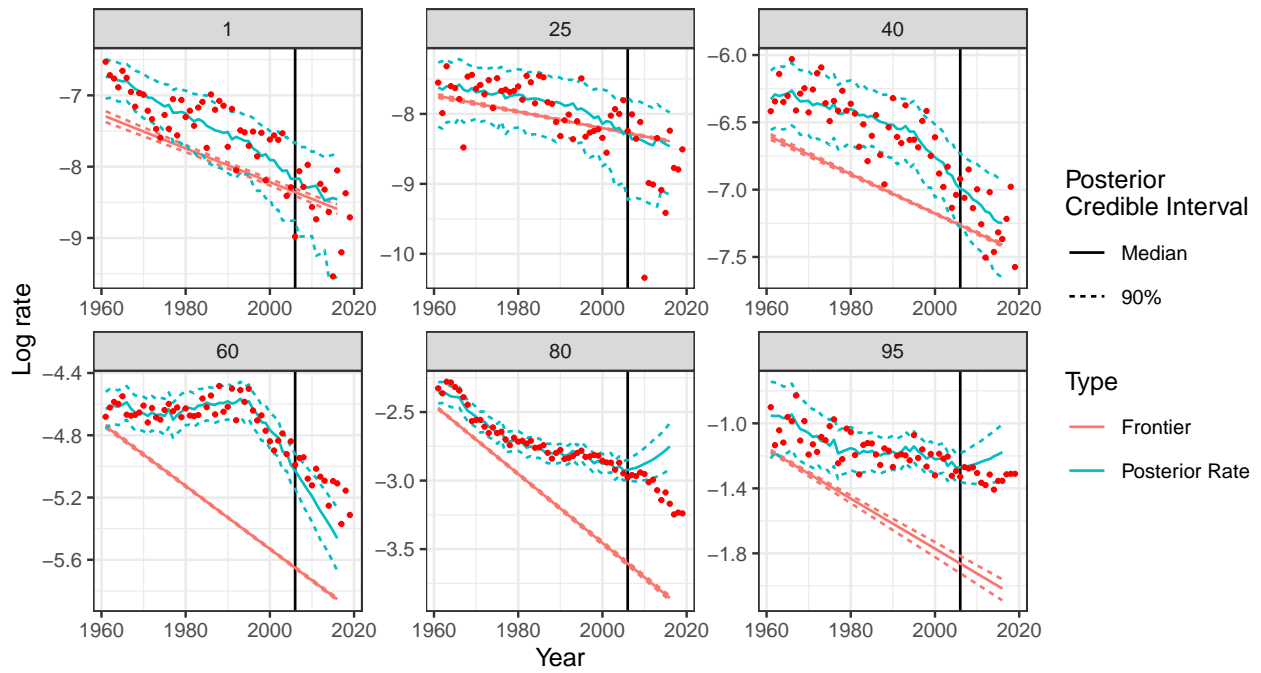 1
25
40
−7
−8
−9
−8
−9
−10
−6.0
−6.5
−7.0
−7.5
1960 1980 2000 2020
1960 1980 2000 2020
1960 1980 2000 2020
60
80
95
−4.4
−4.8
−5.2
−5.6
−2.5
−3.0
−3.5
−1.0
−1.4
−1.8
1960 1980 2000 2020
1960 1980 2000 2020
1960 1980 2000 2020
Log rate
Year
Posterior
Credible Interval
Median
90%
Type
Frontier
Posterior Rate